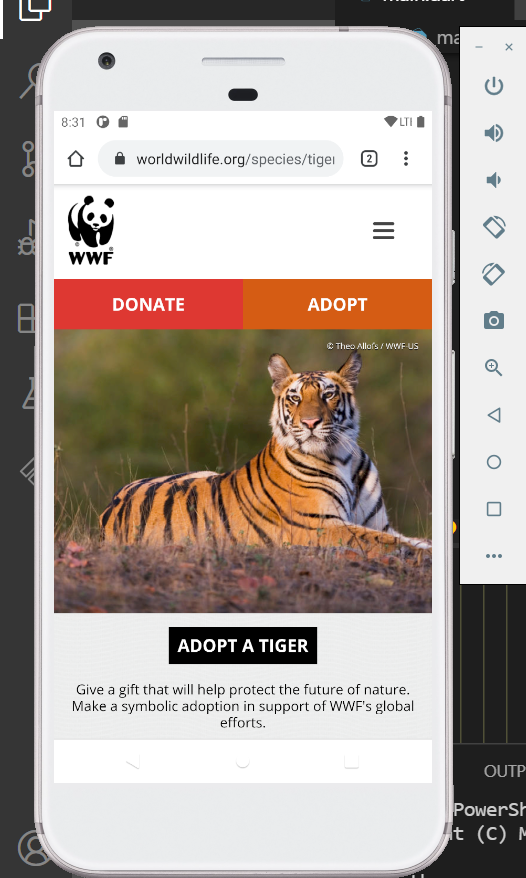 ma
8:31
LTE
worldwildlife.org/species/tiger
2
WWF
DONATE
ADOPT
© Theo Allofs / WWF-US
ADOPT A TIGER
Give a gift that will help protect the future of nature.
Make a symbolic adoption in support of WWF's global
efforts.
OUTP
PowerSh
t (C) M